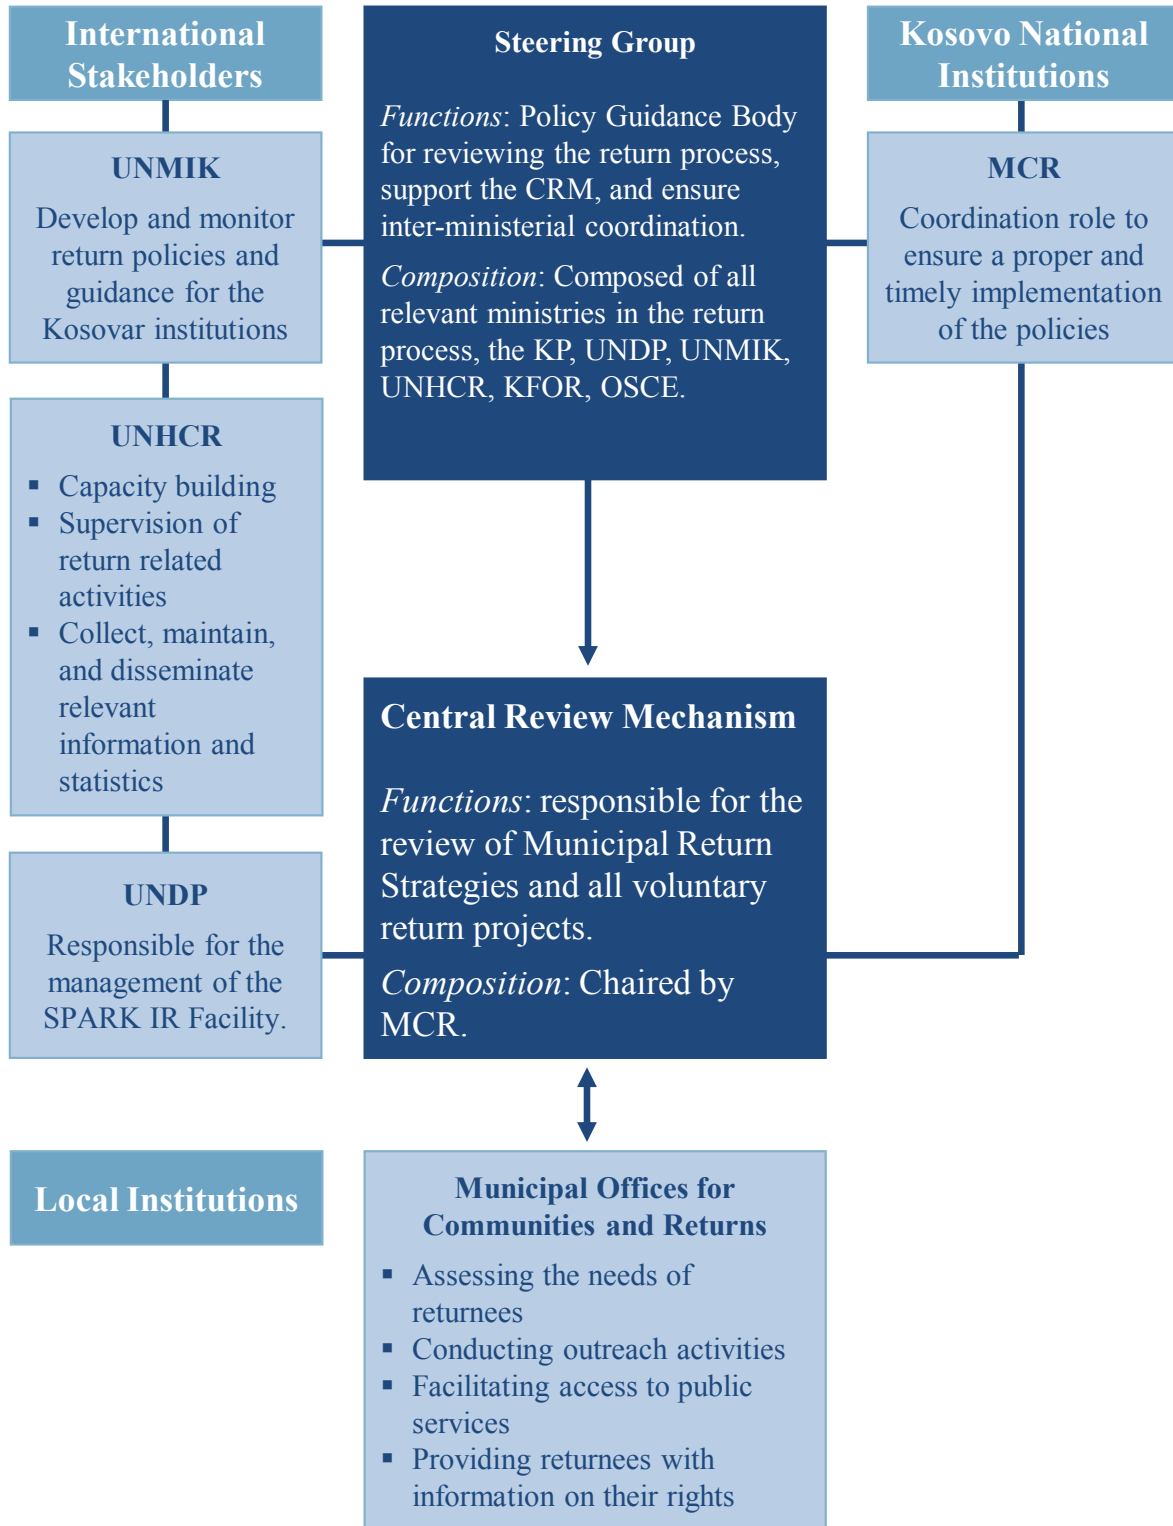 International
Stakeholders
UNMIK
Develop and monitor
return policies and
guidance for the
Kosovar institutions
UNHCR
▪ Capacity building
▪ Supervision of
return related
activities
▪ Collect, maintain,
and disseminate
relevant
information and
statistics
UNDP
Responsible for the
management of the
SPARK IR Facility.
Steering Group
Functions: Policy Guidance Body
for reviewing the return process,
support the CRM, and ensure
inter-ministerial coordination.
Composition: Composed of all
relevant ministries in the return
process, the KP, UNDP, UNMIK,
UNHCR, KFOR, OSCE.
Central Review Mechanism
Functions: responsible for the
review of Municipal Return
Strategies and all voluntary
return projects.
Composition: Chaired by
MCR.
Kosovo National
Institutions
MCR
Coordination role to
ensure a proper and
timely implementation
of the policies
Local Institutions
Municipal Offices for
Communities and Returns
▪ Assessing the needs of
returnees
▪ Conducting outreach activities
▪ Facilitating access to public
services
▪ Providing returnees with
information on their rights